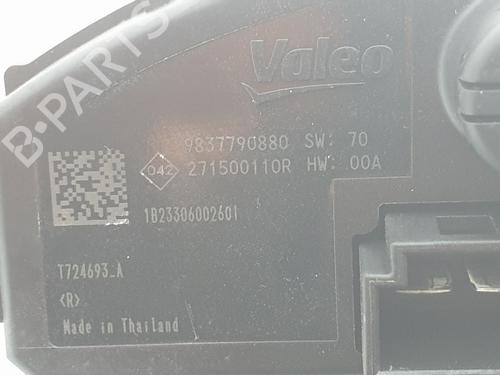 Valeo
9837790880 SW: 70
042 271500110R HW: 00A
1B23306002601
T724693_A
<R>
Made in Thailand
B-PARTS